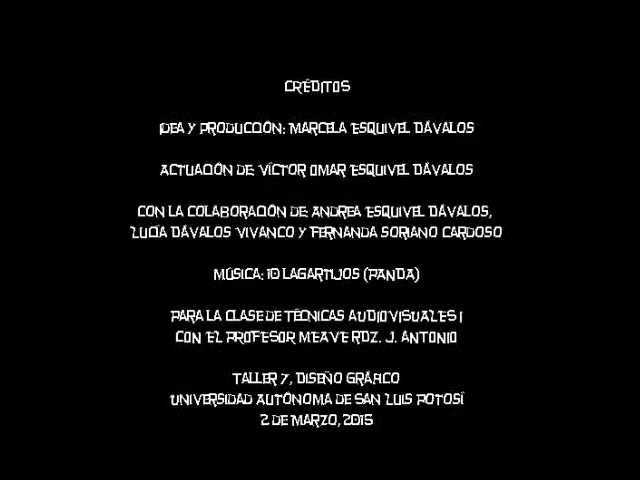 CRÉDITOS
IDEA Y PRODUCCIÓN: MARCELA ESQUIVEL DÁVALOS
ACTUACIÓN DE VÍCTOR OMAR ESQUIVEL DÁVALOS
CON LA COLABORACIÓN DE ANDREA ESQUIVEL DÁVALOS,
LUCÍA DÁVALOS VIVANCO Y FERNANDA SORIANO CARDOSO
MÚSICA: 10 LAGARTIJOS (PANDA)
PARA LA CLASE DE TÉCNICAS AUDIOVISUALES I
CON EL PROFESOR MEAVE RDZ. J. ANTONIO
TALLER 7, DISEÑO GRÁFICO
UNIVERSIDAD AUTÓNOMA DE SAN LUIS POTOSÍ
2 DE MARZO, 2015